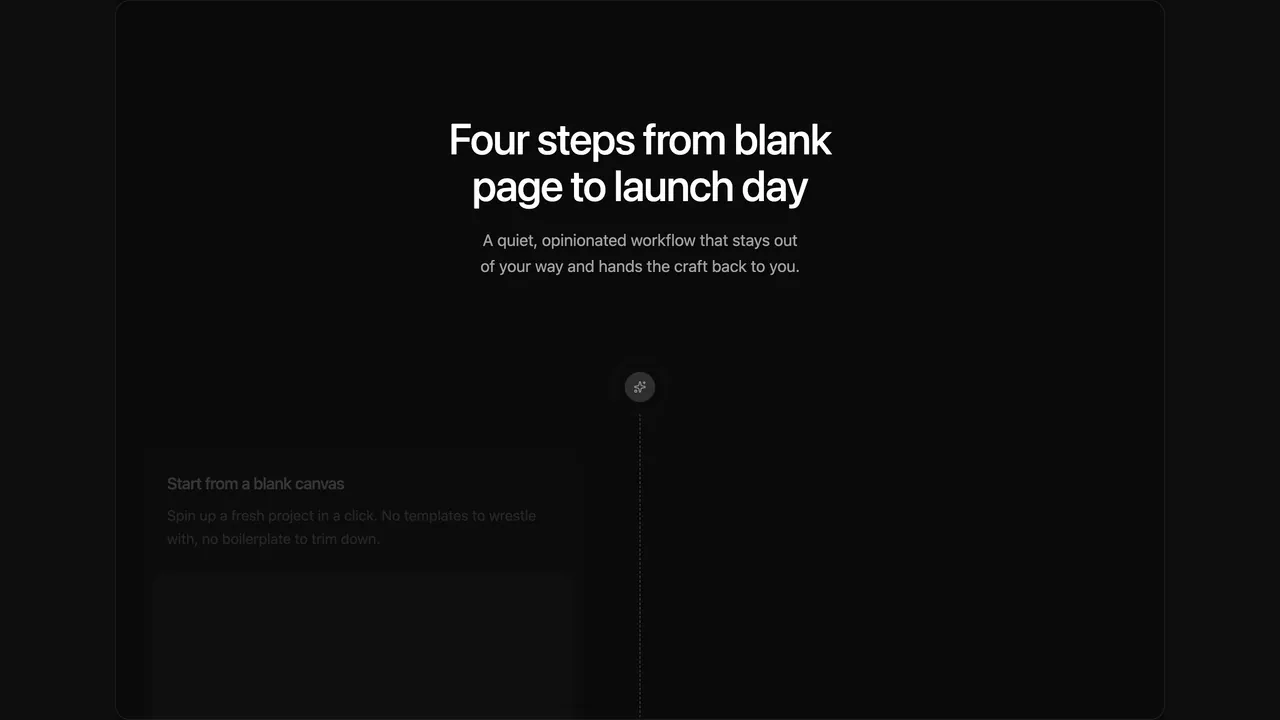 Four steps from blank
page to launch day
A quiet, opinionated workflow that stays out
of your way and hands the craft back to you.
Start from a blank canvas
Spin up a fresh project in a click. No templates to wrestle
with, no boilerplate to trim down.